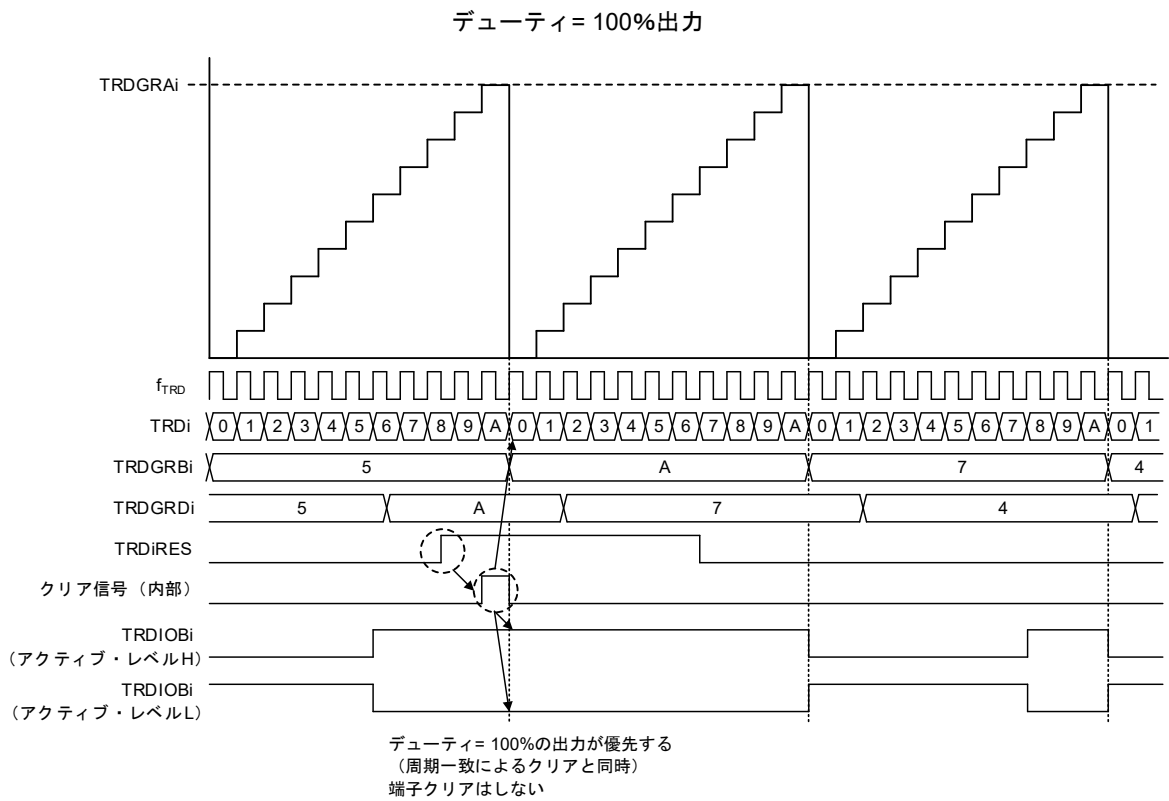 デューティ= 100%出力
TRDGRAi
fTRD
TRDi 0 1 2 3 4 5 6 7 8 9 A 0 1 2 3 4 5 6 7 8 9 A 0 1 2 3 4 5 6 7 8 9 A 0 1
TRDGRBi 5 A 7 4
TRDGRDi 5 A 7 4
TRDiRES
クリア信号（内部）
TRDIOBi
（アクティブ・レベルH）
TRDIOBi
（アクティブ・レベルL）
デューティ= 100%の出力が優先する
（周期一致によるクリアと同時）
端子クリアはしない